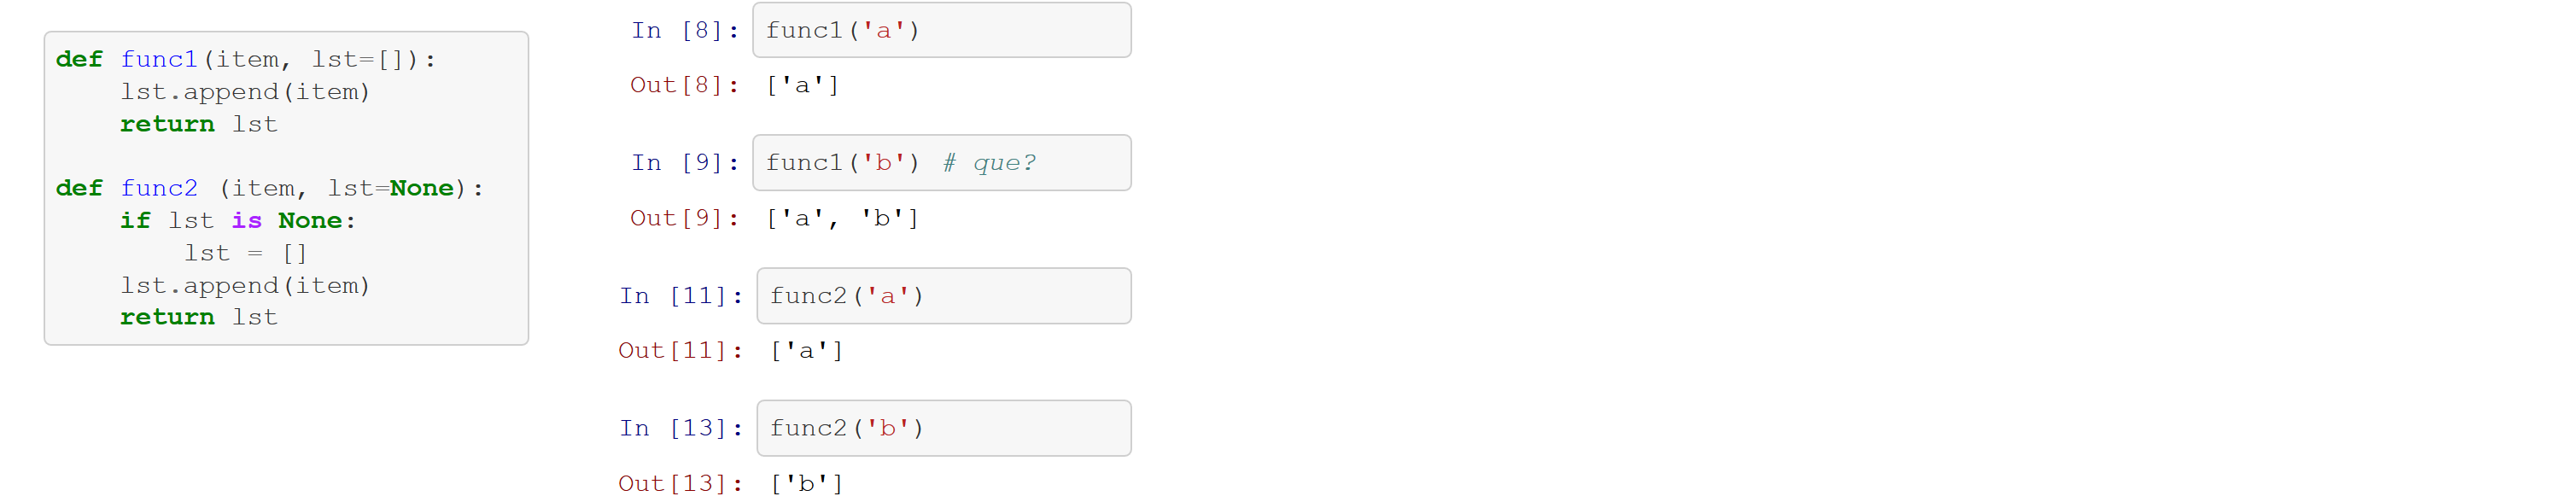 def func1(item, lst=[]):
    lst.append(item)
    return lst

def func2 (item, lst=None):
    if lst is None:
        lst = []
    lst.append(item)
    return lst
In [8]: func1('a')
Out[8]: ['a']
In [9]: func1('b') # que?
Out[9]: ['a', 'b']
In [11]: func2('a')
Out[11]: ['a']
In [13]: func2('b')
Out[13]: ['b']